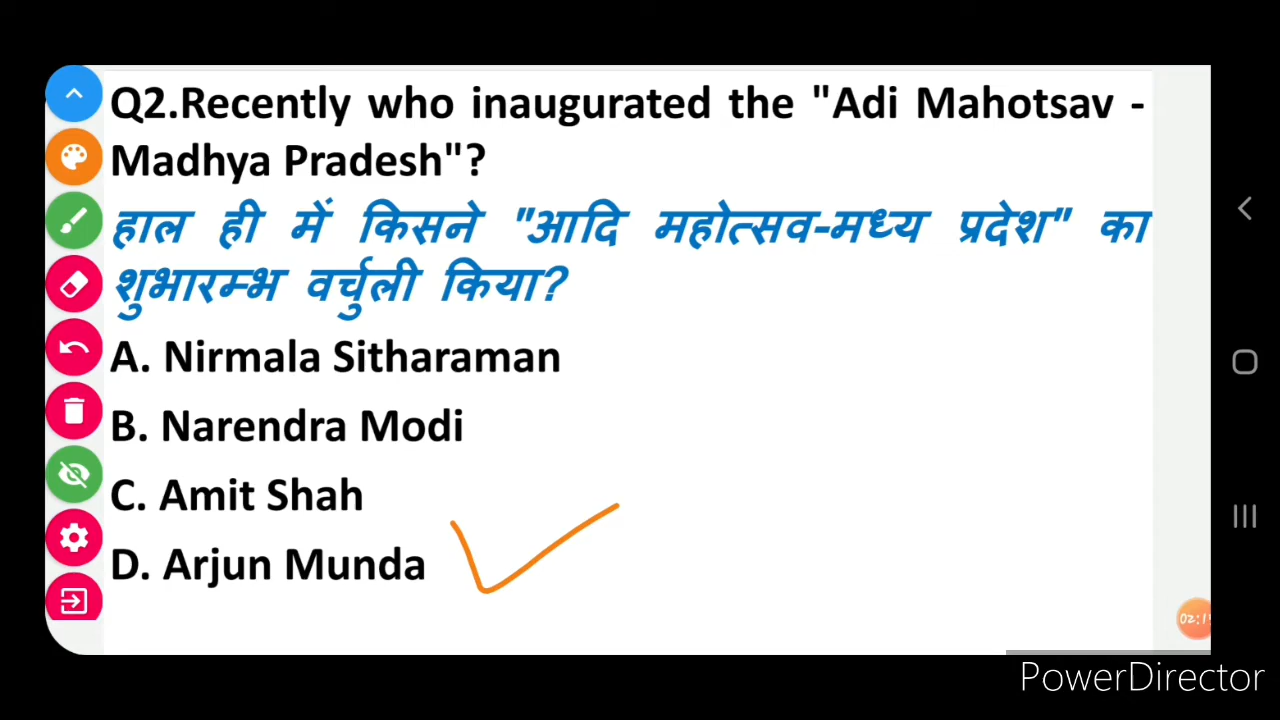 Q2.Recently who inaugurated the "Adi Mahotsav -
Madhya Pradesh"?
हाल ही में किसने "आदि महोत्सव-मध्य प्रदेश" का
शुभारम्भ वर्चुली किया?
A. Nirmala Sitharaman
B. Narendra Modi
C. Amit Shah
D. Arjun Munda
PowerDirector